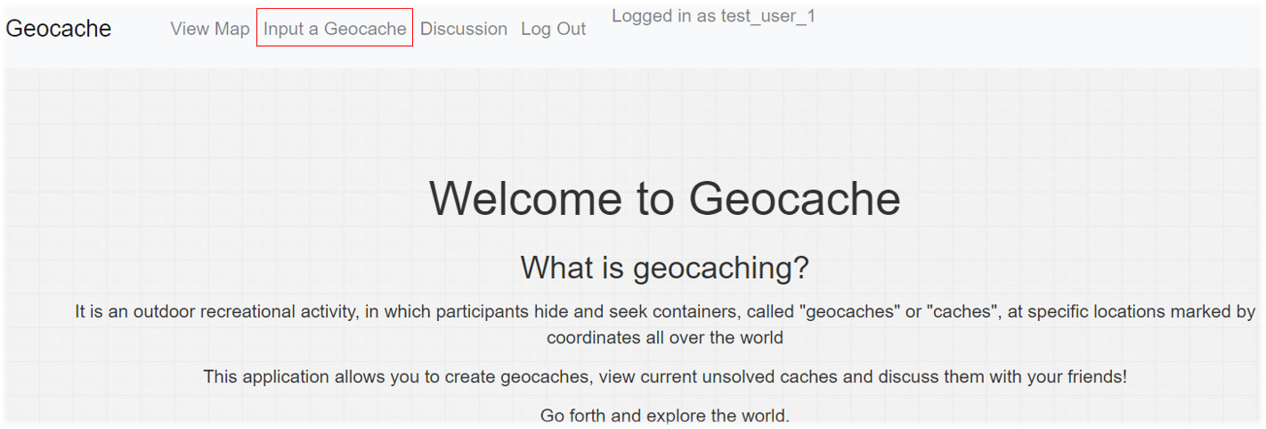 Geocache View Map Input a Geocache Discussion Log Out Logged in as test_user_1
Welcome to Geocache
What is geocaching?
It is an outdoor recreational activity, in which participants hide and seek containers, called "geocaches" or "caches", at specific locations marked by
coordinates all over the world
This application allows you to create geocaches, view current unsolved caches and discuss them with your friends!
Go forth and explore the world.